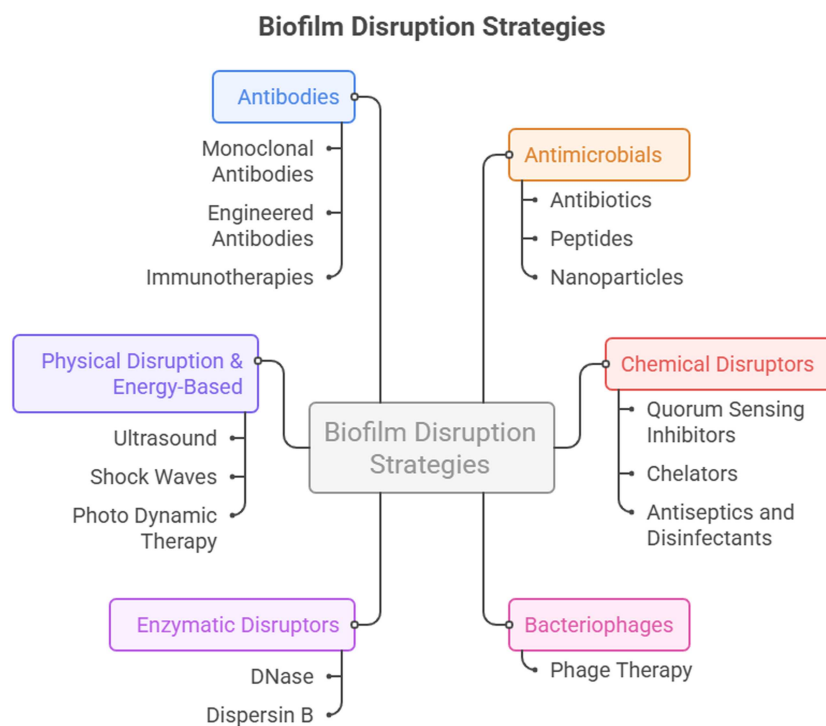 Biofilm Disruption Strategies
Antibodies
Monoclonal
Antibodies
Engineered
Antibodies
Immunotherapies
Antimicrobials
Antibiotics
Peptides
Nanoparticles
Physical Disruption &
Energy-Based
Ultrasound
Shock Waves
Photo Dynamic
Therapy
Biofilm Disruption
Strategies
Chemical Disruptors
Quorum Sensing
Inhibitors
Chelators
Antiseptics and
Disinfectants
Enzymatic Disruptors
DNase
Dispersin B
Bacteriophages
Phage Therapy